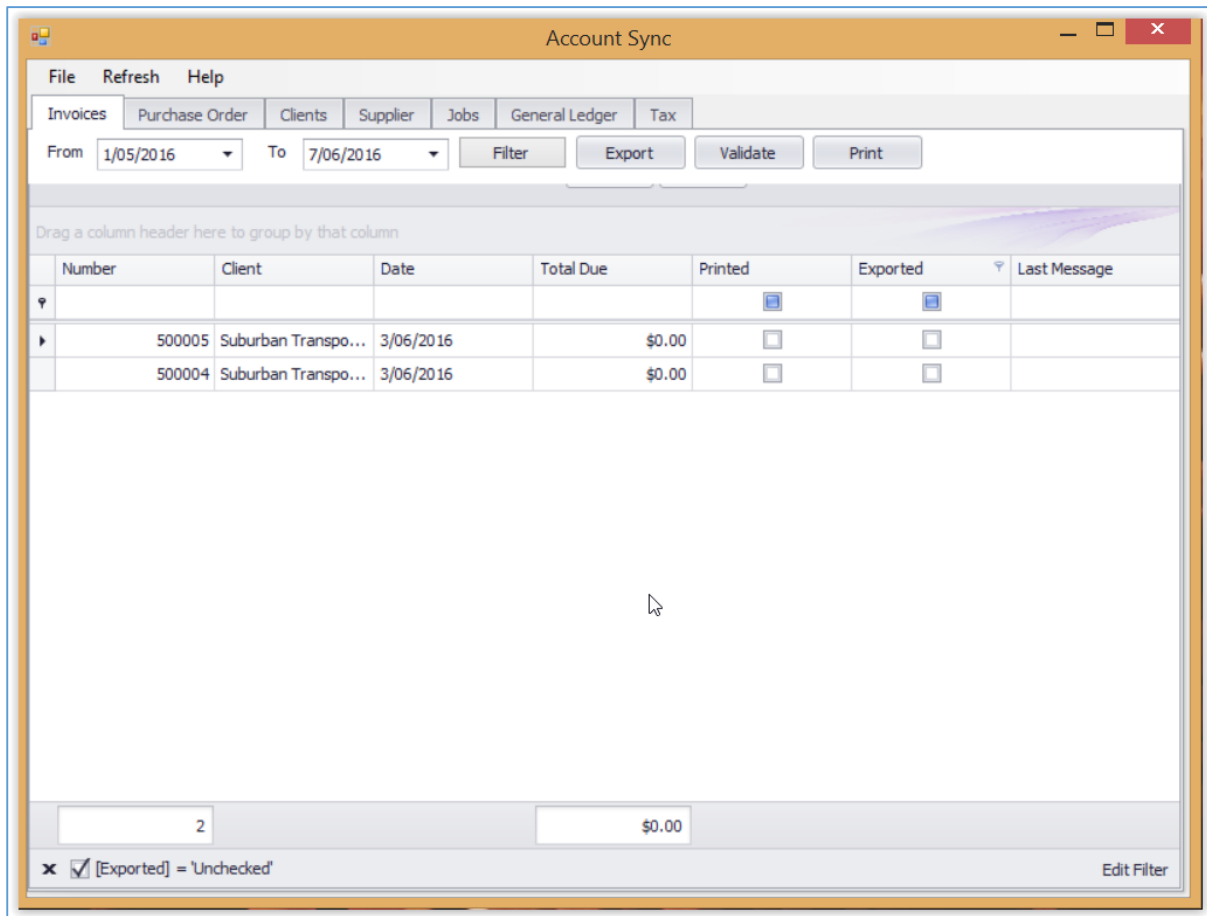 Account Sync
File Refresh Help
Invoices Purchase Order Clients Supplier Jobs General Ledger Tax
From 1/05/2016 To 7/06/2016 Filter Export Validate Print
Drag a column header here to group by that column
Number Client Date Total Due Printed Exported Last Message
500005 Suburban Transpo... 3/06/2016 $0.00
500004 Suburban Transpo... 3/06/2016 $0.00
2 $0.00
[Exported] = 'Unchecked' Edit Filter